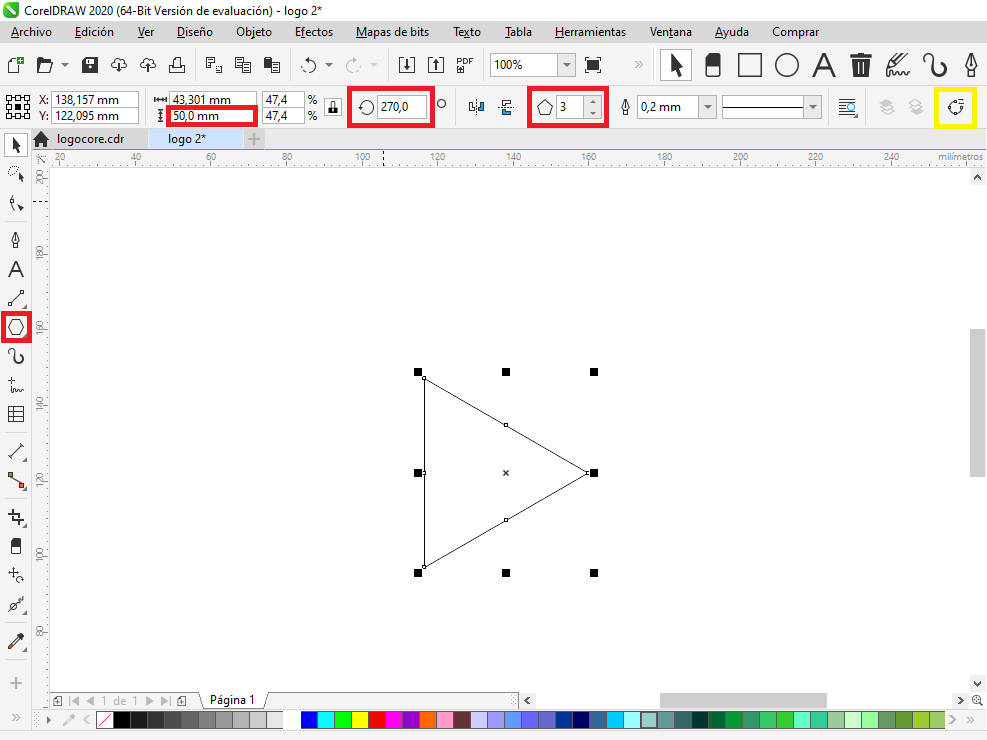 CorelDRAW 2020 (64-Bit Versión de evaluación) - logo 2*
Archivo Edición Ver Diseño Objeto Efectos Mapas de bits Texto Tabla Herramientas Ventana Ayuda Comprar
PDF 100% »
X: 138,157 mm 43,301 mm 47,4 % 270,0 ° 3 0,2 mm
Y: 122,095 mm 50,0 mm 47,4 %
logocore.cdr logo 2*
20 40 60 80 100 120 140 160 180 200 220 240 milímetros
200
180
160
140
120
100
80
1 de 1 Página 1